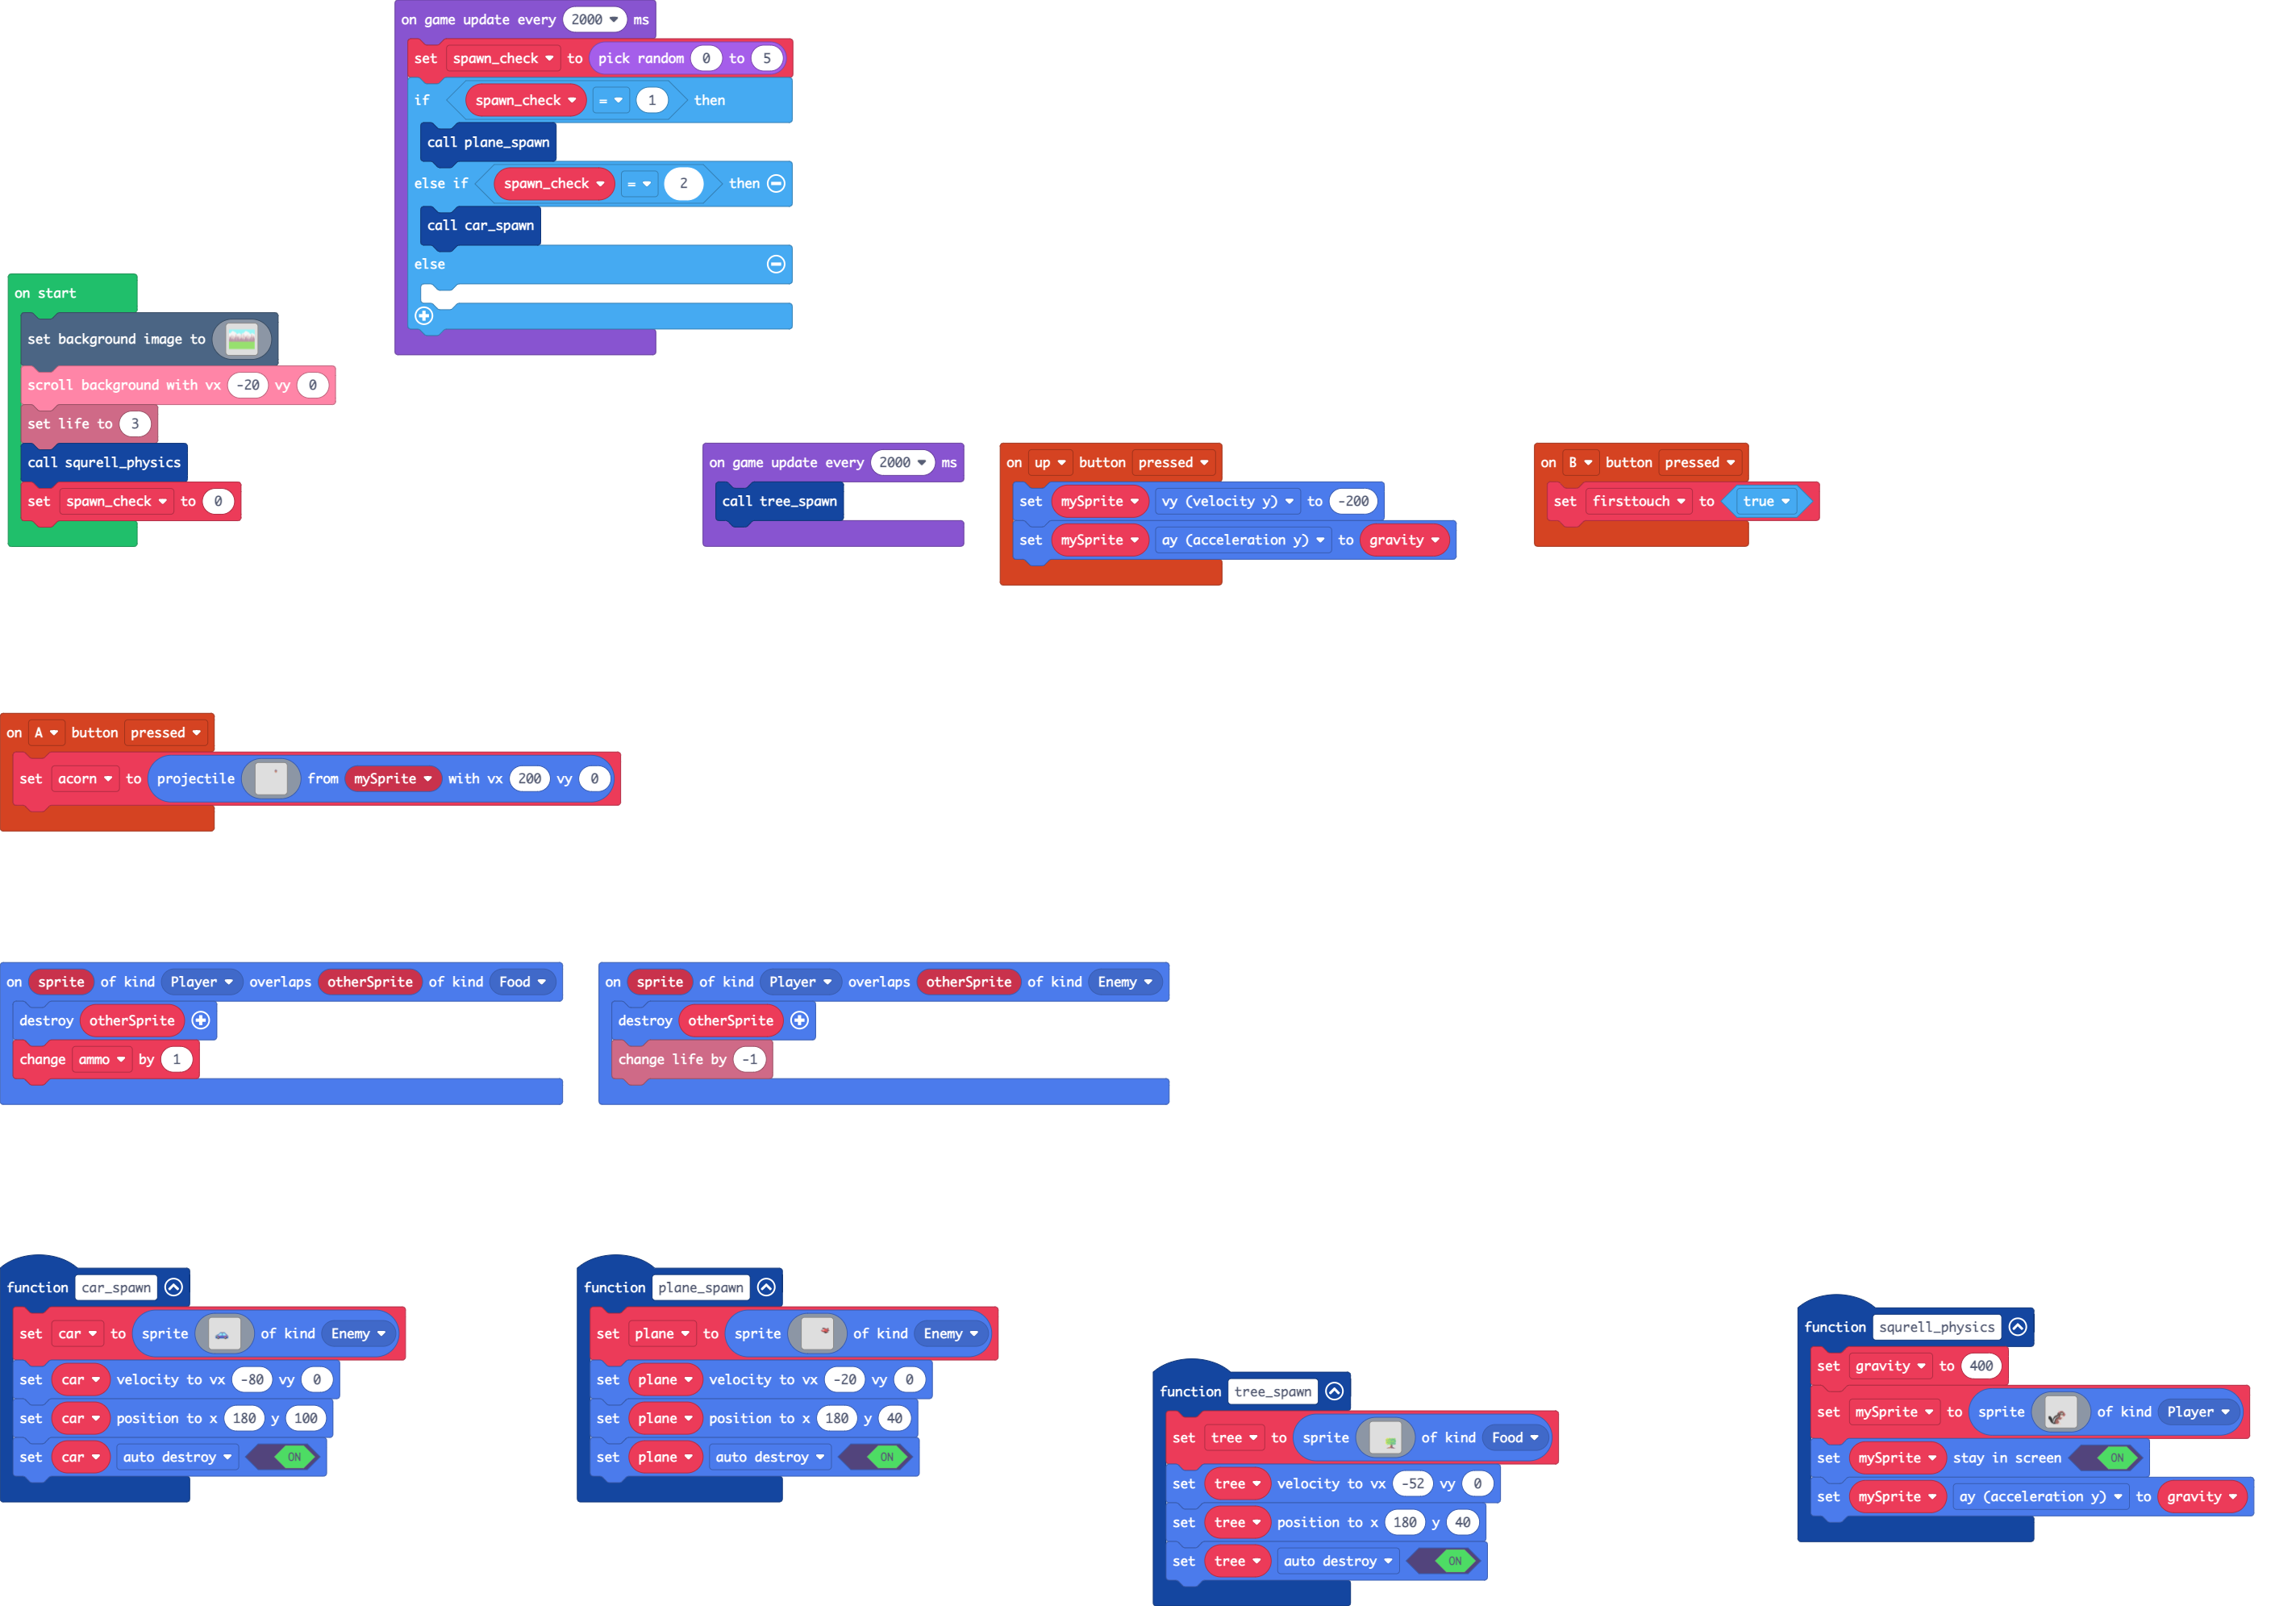 on game update every 2000 ms
set spawn_check to pick random 0 to 5
if spawn_check = 1 then
call plane_spawn
else if spawn_check = 2 then
call car_spawn
else
on start
set background image to
scroll background with vx -20 vy 0
set life to 3
call squrell_physics
set spawn_check to 0
on game update every 2000 ms
call tree_spawn
on up button pressed
set mySprite vy (velocity y) to -200
set mySprite ay (acceleration y) to gravity
on B button pressed
set firsttouch to true
on A button pressed
set acorn to projectile from mySprite with vx 200 vy 0
on sprite of kind Player overlaps otherSprite of kind Food
destroy otherSprite
change ammo by 1
on sprite of kind Player overlaps otherSprite of kind Enemy
destroy otherSprite
change life by -1
function car_spawn
set car to sprite of kind Enemy
set car velocity to vx -80 vy 0
set car position to x 180 y 100
set car auto destroy ON
function plane_spawn
set plane to sprite of kind Enemy
set plane velocity to vx -20 vy 0
set plane position to x 180 y 40
set plane auto destroy ON
function tree_spawn
set tree to sprite of kind Food
set tree velocity to vx -52 vy 0
set tree position to x 180 y 40
set tree auto destroy ON
function squrell_physics
set gravity to 400
set mySprite to sprite of kind Player
set mySprite stay in screen ON
set mySprite ay (acceleration y) to gravity